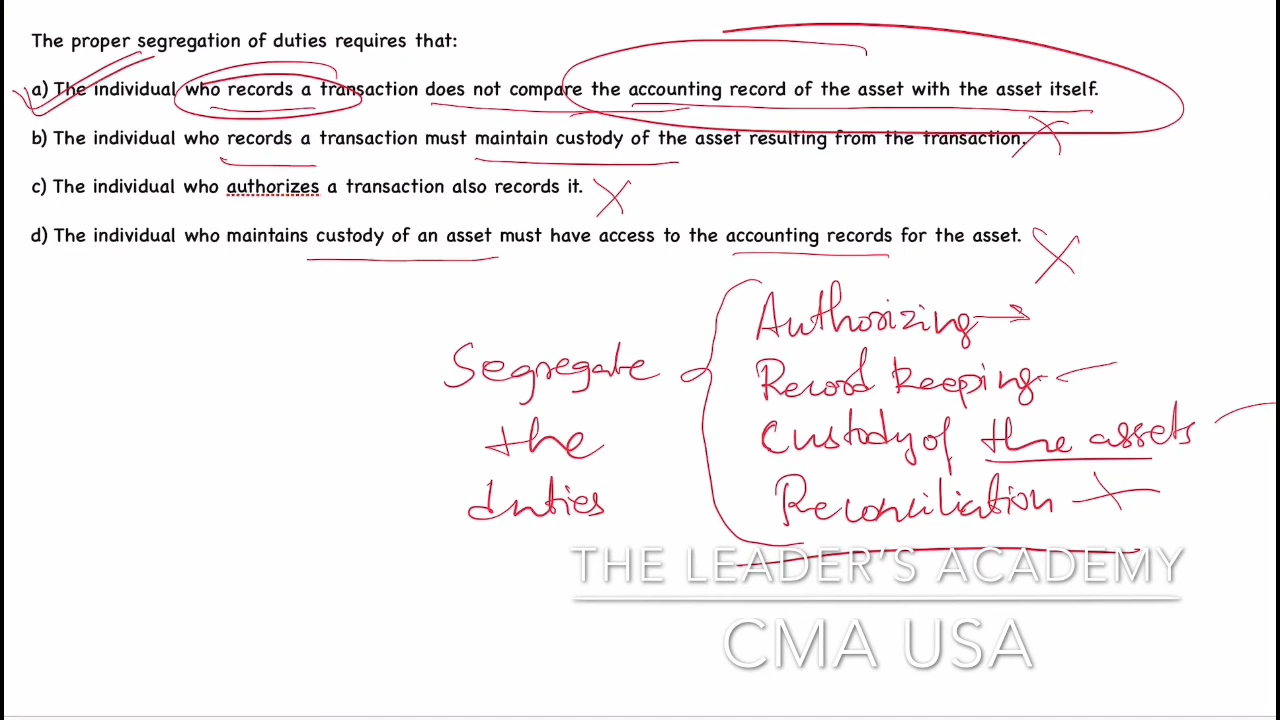 The proper segregation of duties requires that:
a) The individual who records a transaction does not compare the accounting record of the asset with the asset itself.
b) The individual who records a transaction must maintain custody of the asset resulting from the transaction.
c) The individual who authorizes a transaction also records it.
d) The individual who maintains custody of an asset must have access to the accounting records for the asset.
Segregate
the
duties
Authorizing
Record keeping
Custody of the assets
Reconciliation
THE LEADER'S ACADEMY
CMA USA